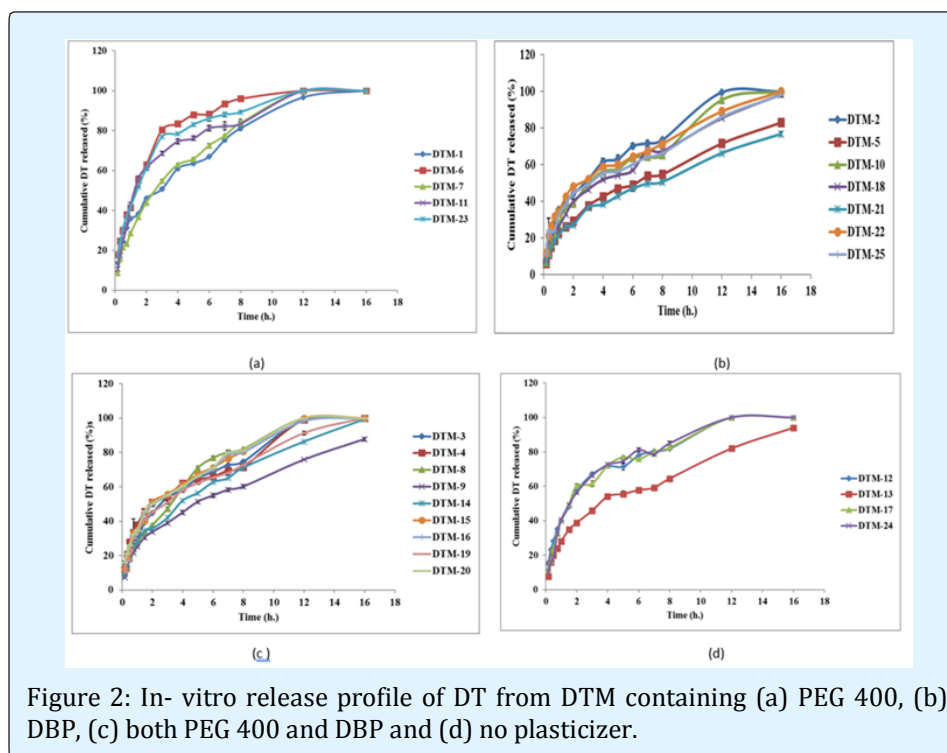 120
100
80
60
40
20
0
Cumulative DT released (%)
0 2 4 6 8 10 12 14 16 18
Time (h.)
DTM-1
DTM-6
DTM-7
DTM-11
DTM-23
(a)
120
100
80
60
40
20
0
Cumulative DT released (%)
0 2 4 6 8 10 12 14 16 18
Time (h.)
DTM-2
DTM-5
DTM-10
DTM-18
DTM-21
DTM-22
DTM-25
(b)
120
100
80
60
40
20
0
Cumulative DT released (%)s
0 2 4 6 8 10 12 14 16 18
Time (h.)
DTM-3
DTM-4
DTM-8
DTM-9
DTM-14
DTM-15
DTM-16
DTM-19
DTM-20
(c )
120
100
80
60
40
20
0
Cumulative DT released (%)
0 2 4 6 8 10 12 14 16 18
Time (h.)
DTM-12
DTM-13
DTM-17
DTM-24
(d)
Figure 2: In- vitro release profile of DT from DTM containing (a) PEG 400, (b)
DBP, (c) both PEG 400 and DBP and (d) no plasticizer.